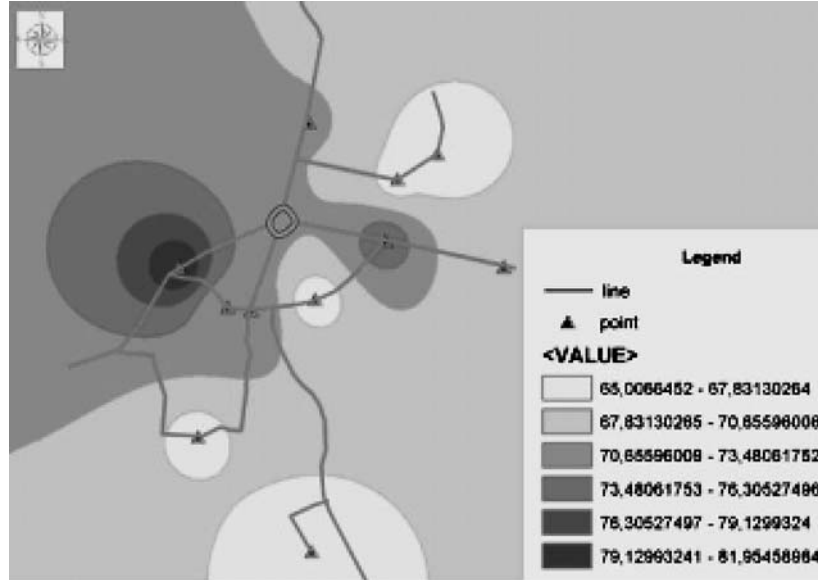 Legend
line
point
<VALUE>
65,0066452 - 67,83130264
67,83130265 - 70,65596008
70,65596009 - 73,48061752
73,48061753 - 76,30527496
76,30527497 - 79,1299324
79,12993241 - 81,95458984